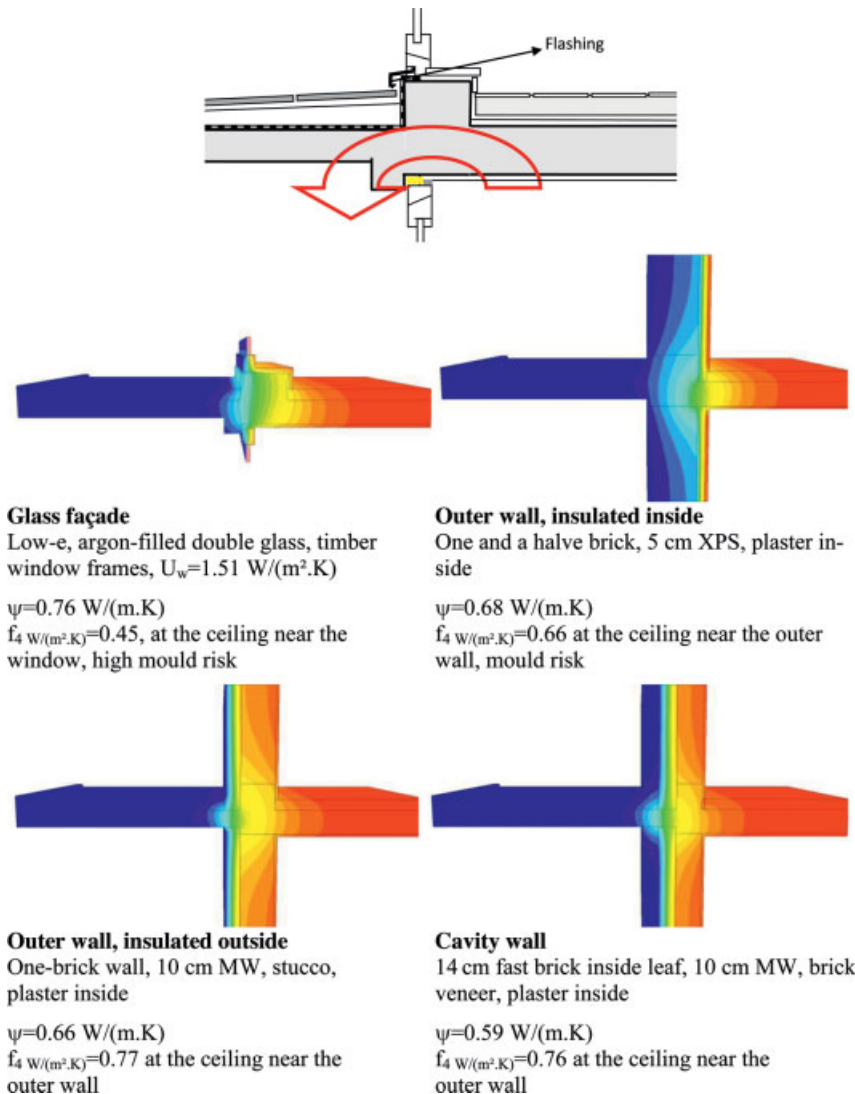 Flashing
Glass façade
Low-e, argon-filled double glass, timber
window frames, U_w=1.51 W/(m².K)
ψ=0.76 W/(m.K)
f₄ W/(m².K)=0.45, at the ceiling near the
window, high mould risk
Outer wall, insulated inside
One and a halve brick, 5 cm XPS, plaster in-
side
ψ=0.68 W/(m.K)
f₄ W/(m².K)=0.66 at the ceiling near the outer
wall, mould risk
Outer wall, insulated outside
One-brick wall, 10 cm MW, stucco,
plaster inside
ψ=0.66 W/(m.K)
f₄ W/(m².K)=0.77 at the ceiling near the
outer wall
Cavity wall
14 cm fast brick inside leaf, 10 cm MW, brick
veneer, plaster inside
ψ=0.59 W/(m.K)
f₄ W/(m².K)=0.76 at the ceiling near the
outer wall